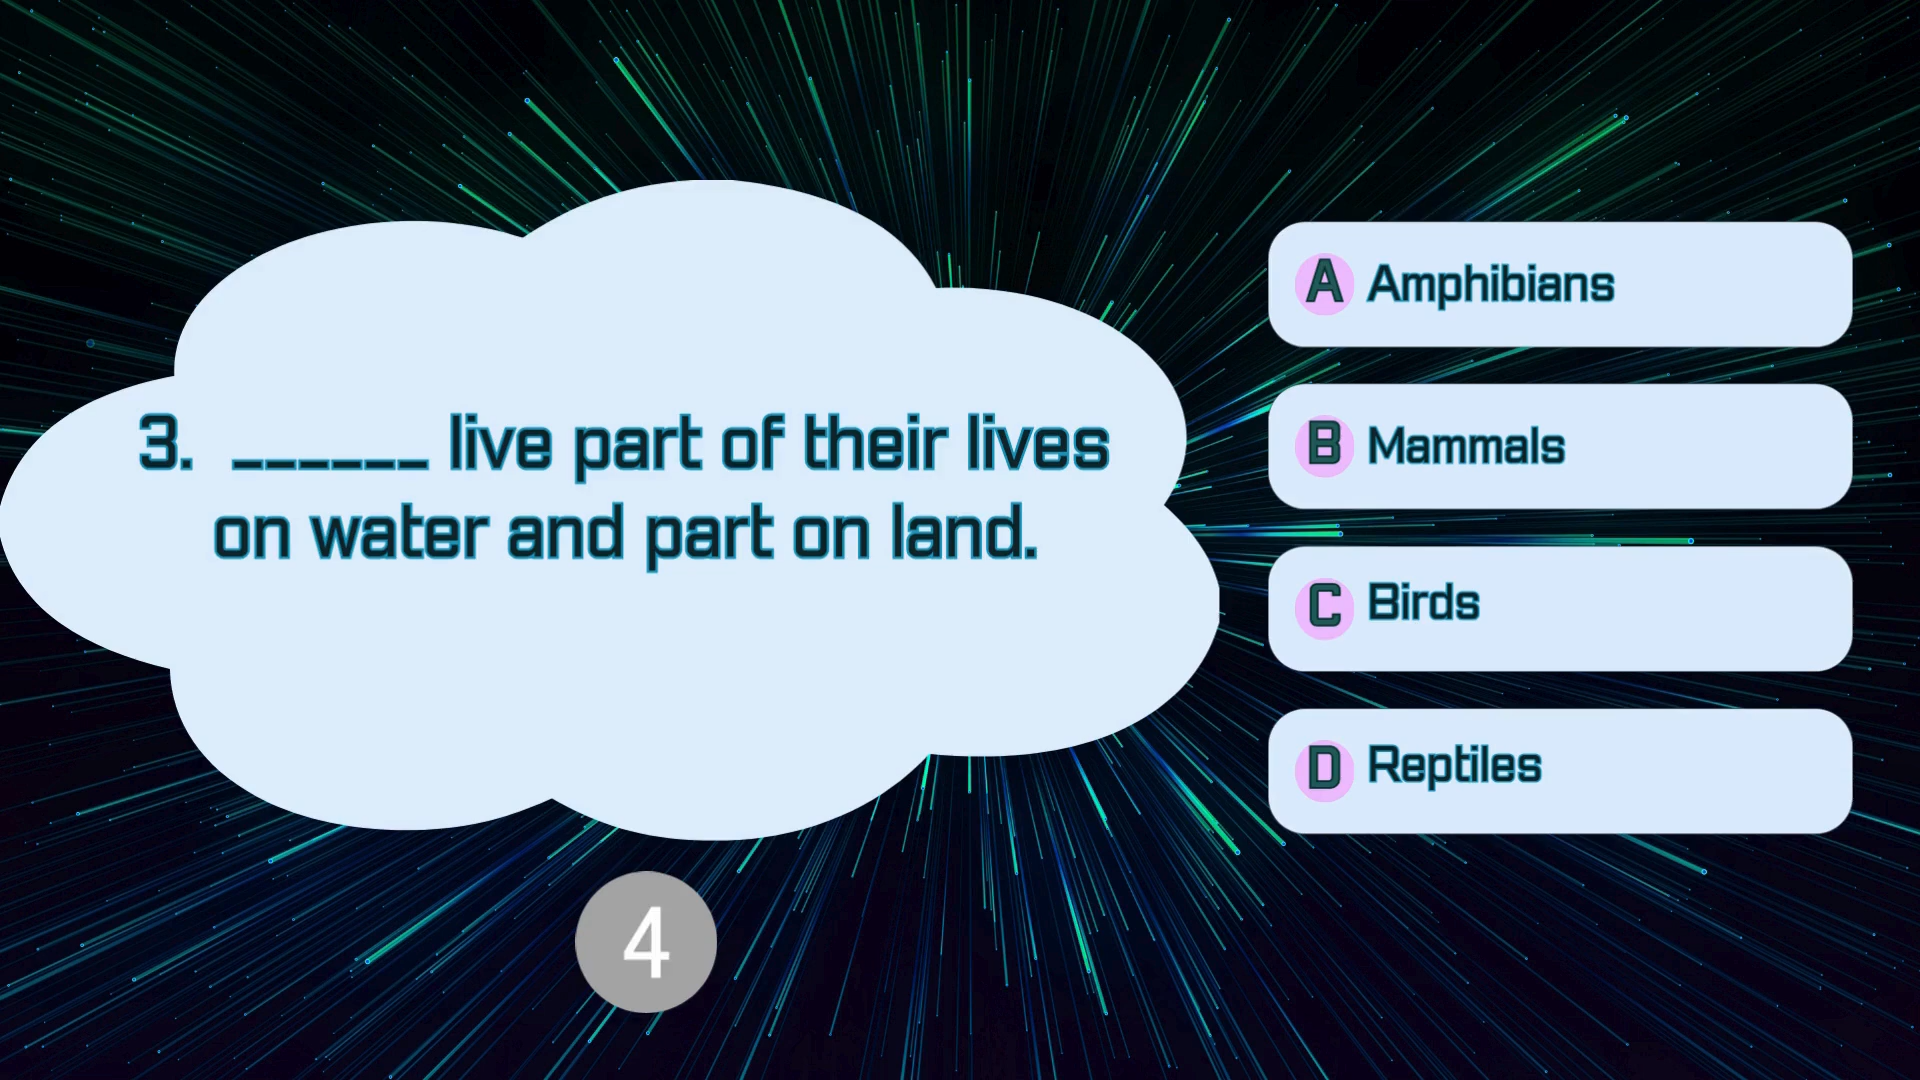 3. ______ live part of their lives
on water and part on land.
A Amphibians
B Mammals
C Birds
D Reptiles
4